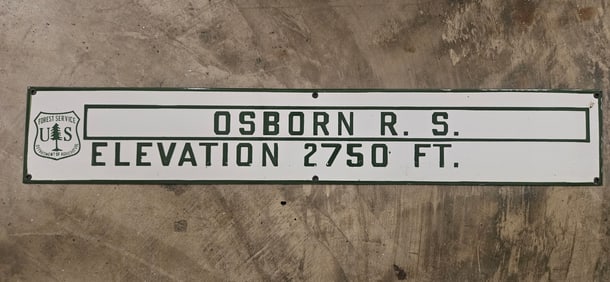 FOREST SERVICE
U S
DEPARTMENT OF AGRICULTURE
OSBORN R. S.
ELEVATION 2750 FT.